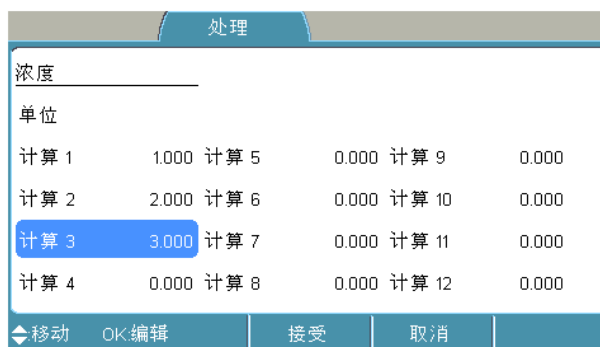 处理
浓度
单位
计算 1 1.000 计算 5 0.000 计算 9 0.000
计算 2 2.000 计算 6 0.000 计算 10 0.000
计算 3 3.000 计算 7 0.000 计算 11 0.000
计算 4 0.000 计算 8 0.000 计算 12 0.000
:移动 OK:编辑 接受 取消